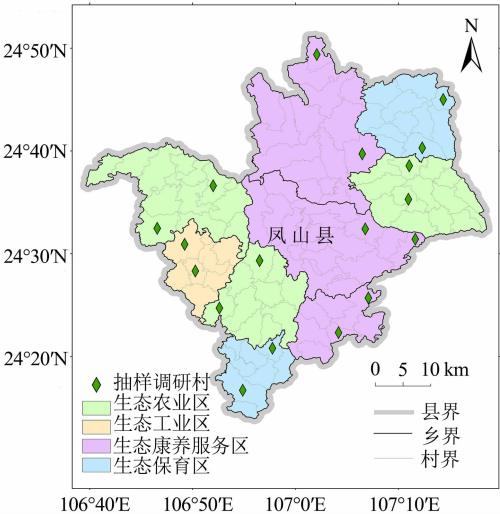 N
24°50′N
24°40′N
24°30′N
24°20′N
凤山县
0 5 10 km
抽样调研村
生态农业区
生态工业区
生态康养服务区
生态保育区
县界
乡界
村界
106°40′E
106°50′E
107°0′E
107°10′E